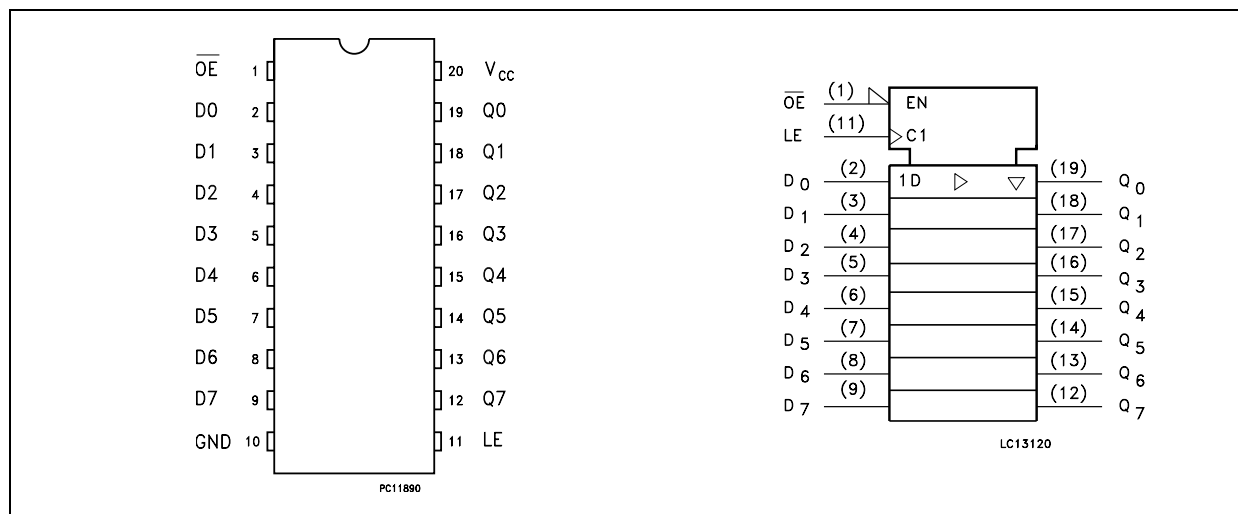 OE 1 20 VCC
D0 2 19 Q0
D1 3 18 Q1
D2 4 17 Q2
D3 5 16 Q3
D4 6 15 Q4
D5 7 14 Q5
D6 8 13 Q6
D7 9 12 Q7
GND 10 11 LE
PC11890
OE (1) EN
LE (11) C1
D0 (2) 1D (19) Q0
D1 (3) (18) Q1
D2 (4) (17) Q2
D3 (5) (16) Q3
D4 (6) (15) Q4
D5 (7) (14) Q5
D6 (8) (13) Q6
D7 (9) (12) Q7
LC13120